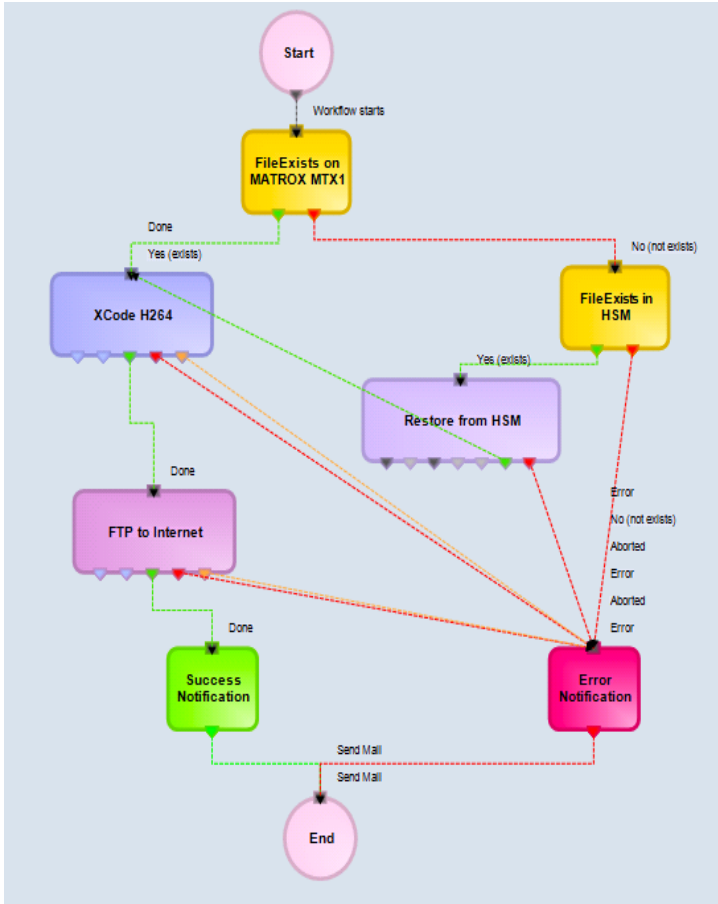 Start
Workflow starts
FileExists on
MATROX MTX1
Done
Yes (exists)
No (not exists)
XCode H264
FileExists in
HSM
Yes (exists)
Restore from HSM
Done
Error
No (not exists)
Aborted
Error
Aborted
Error
FTP to Internet
Done
Success
Notification
Error
Notification
Send Mail
Send Mail
End